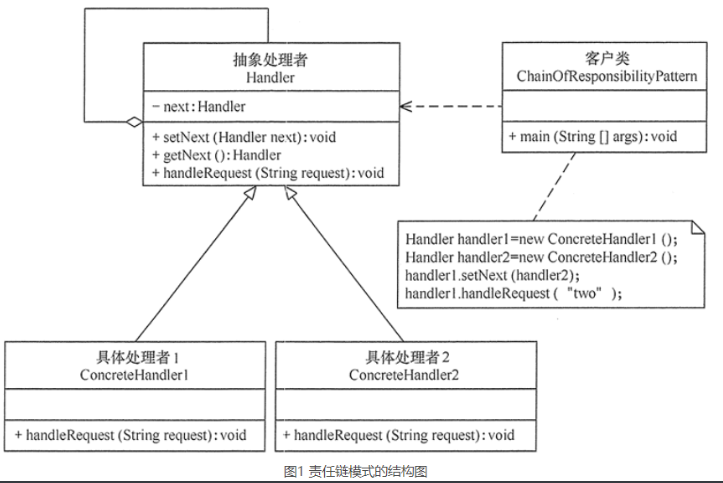 抽象处理者
Handler
- next:Handler
+ setNext (Handler next):void
+ getNext ():Handler
+ handleRequest (String request):void
客户类
ChainOfResponsibilityPattern
+ main (String [] args):void
Handler handler1=new ConcreteHandler1 ();
Handler handler2=new ConcreteHandler2 ();
handler1.setNext (handler2);
handler1.handleRequest ( "two" );
具体处理者1
ConcreteHandler1
+ handleRequest (String request):void
具体处理者2
ConcreteHandler2
+ handleRequest (String request):void
图1 责任链模式的结构图